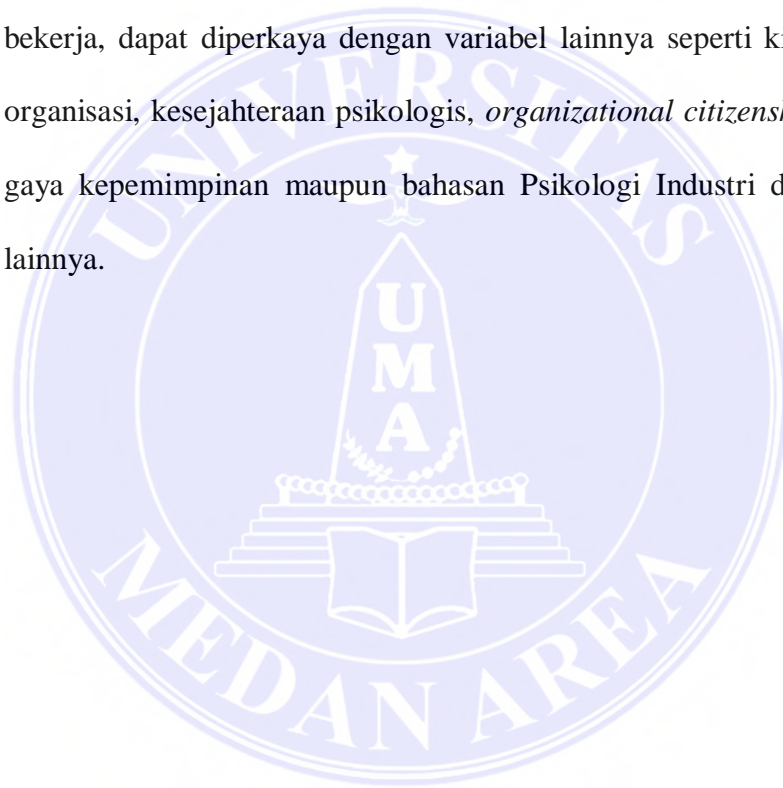 bekerja, dapat diperkaya dengan variabel lainnya seperti
organisasi, kesejahteraan psikologis, organizational
gaya kepemimpinan maupun bahasan Psikologi Industri
lainnya.
UNIVERSITAS
UMA
MEDAN AREA